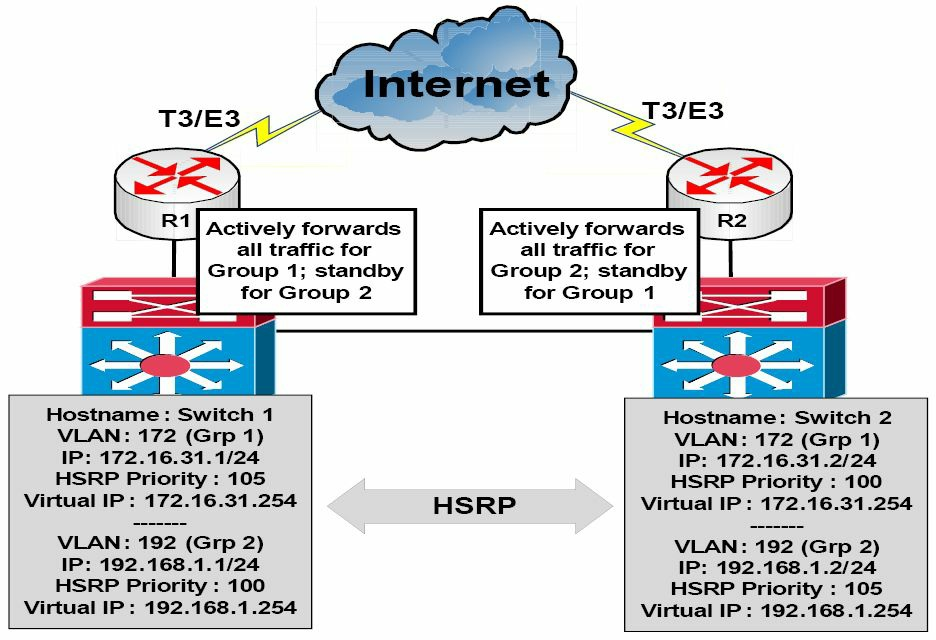 Internet
T3/E3
T3/E3
R1
R2
Actively forwards
all traffic for
Group 1; standby
for Group 2
Actively forwards
all traffic for
Group 2; standby
for Group 1
Hostname : Switch 1
VLAN : 172 (Grp 1)
IP: 172.16.31.1/24
HSRP Priority : 105
Virtual IP : 172.16.31.254
-------
VLAN : 192 (Grp 2)
IP: 192.168.1.1/24
HSRP Priority : 100
Virtual IP : 192.168.1.254
HSRP
Hostname: Switch 2
VLAN : 172 (Grp 1)
IP: 172.16.31.2/24
HSRP Priority : 100
Virtual IP : 172.16.31.254
-------
VLAN : 192 (Grp 2)
IP: 192.168.1.2/24
HSRP Priority : 105
Virtual IP : 192.168.1.254